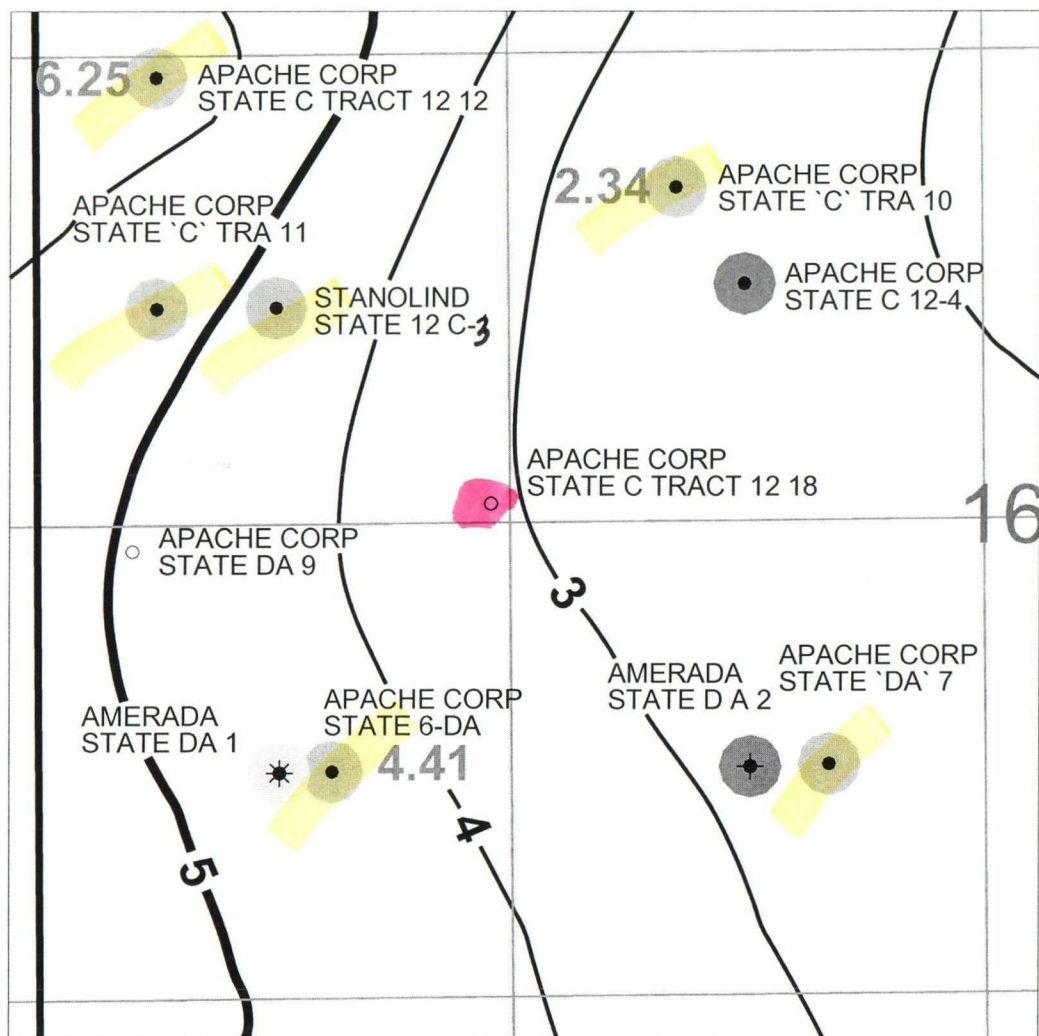 6.25
APACHE CORP
STATE C TRACT 12 12
APACHE CORP
STATE `C` TRA 11
2.34
APACHE CORP
STATE `C` TRA 10
APACHE CORP
STATE C 12-4
STANOLIND
STATE 12 C-3
APACHE CORP
STATE C TRACT 12 18
16
APACHE CORP
STATE DA 9
3
AMERADA
STATE DA 1
APACHE CORP
STATE 6-DA
4.41
AMERADA
STATE D A 2
APACHE CORP
STATE `DA` 7
4
5